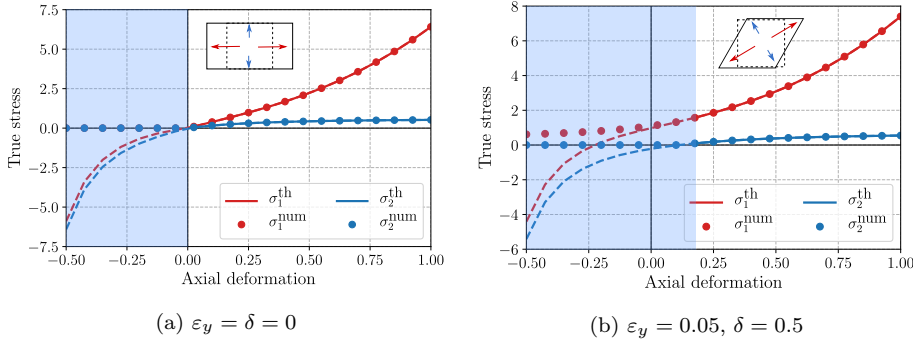 7.5
5.0
2.5
0.0
−2.5
−5.0
−7.5
True stress
σ₁ᵗʰ σ₂ᵗʰ
σ₁ⁿᵘᵐ σ₂ⁿᵘᵐ
−0.50 −0.25 0.00 0.25 0.50 0.75 1.00
Axial deformation
(a) εy = δ = 0
8
6
4
2
0
−2
−4
−6
True stress
σ₁ᵗʰ σ₂ᵗʰ
σ₁ⁿᵘᵐ σ₂ⁿᵘᵐ
−0.50 −0.25 0.00 0.25 0.50 0.75 1.00
Axial deformation
(b) εy = 0.05, δ = 0.5